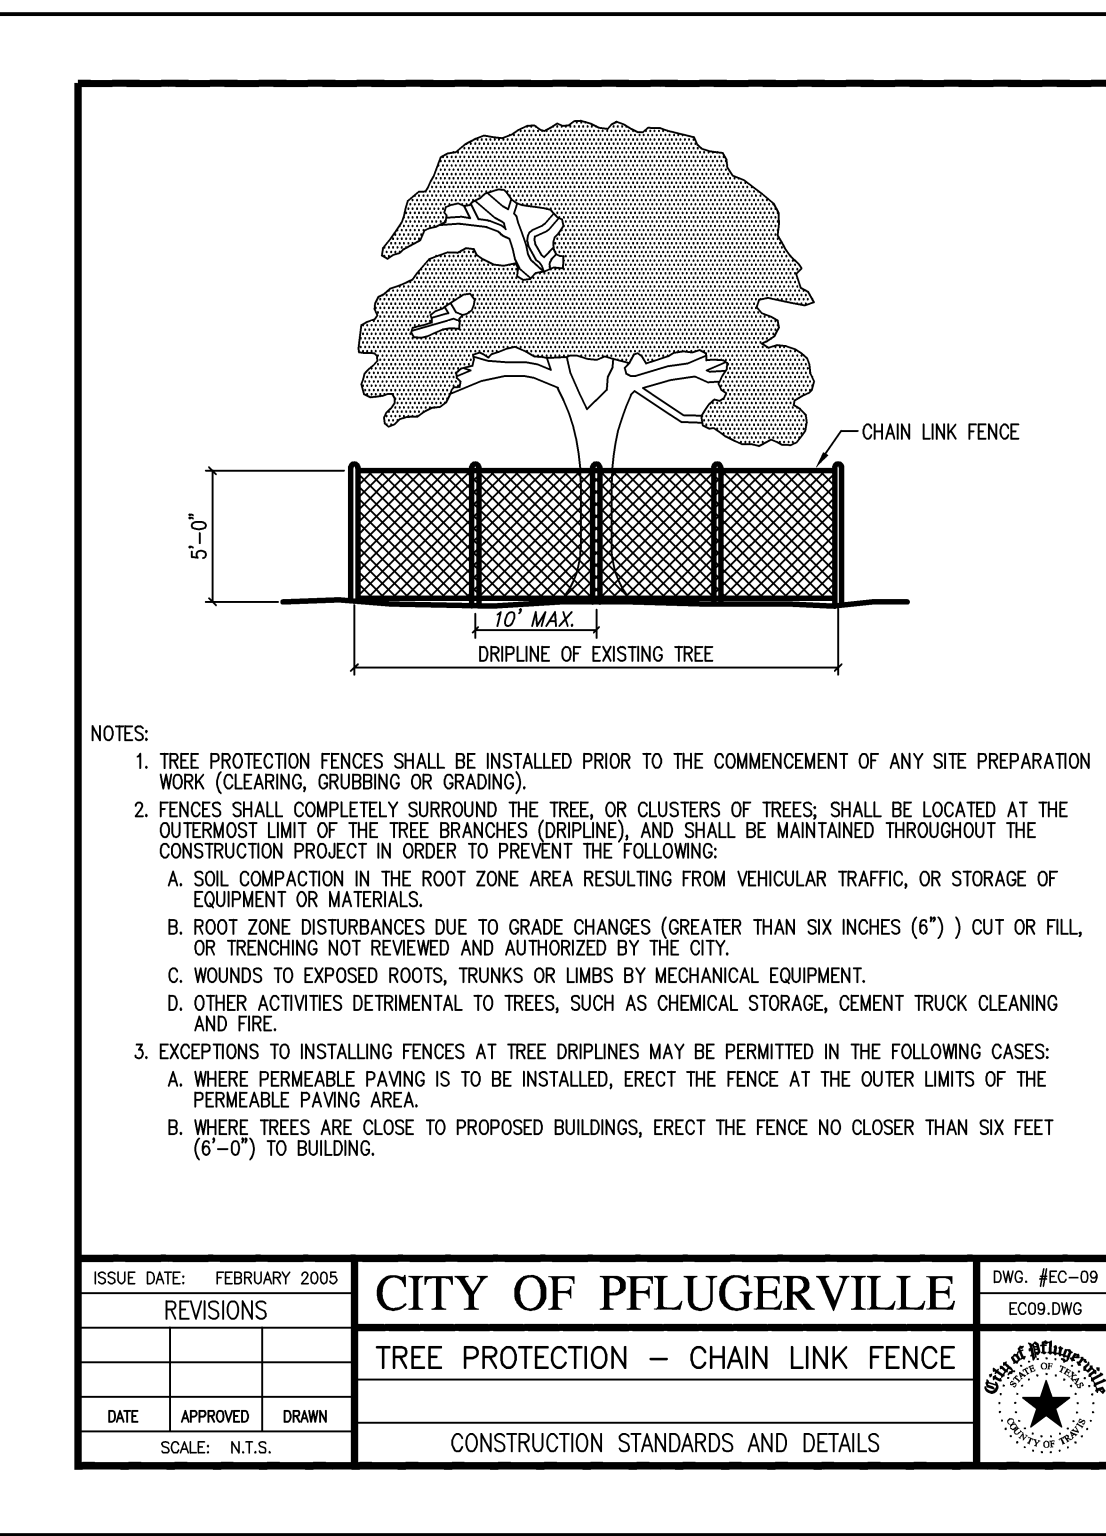 CHAIN LINK FENCE
5'-0"
10' MAX.
DRIPLINE OF EXISTING TREE
NOTES:
1. TREE PROTECTION FENCES SHALL BE INSTALLED PRIOR TO THE COMMENCEMENT OF ANY SITE PREPARATION
WORK (CLEARING, GRUBBING OR GRADING).
2. FENCES SHALL COMPLETELY SURROUND THE TREE, OR CLUSTERS OF TREES; SHALL BE LOCATED AT THE
OUTERMOST LIMIT OF THE TREE BRANCHES (DRIPLINE), AND SHALL BE MAINTAINED THROUGHOUT THE
CONSTRUCTION PROJECT IN ORDER TO PREVENT THE FOLLOWING:
A. SOIL COMPACTION IN THE ROOT ZONE AREA RESULTING FROM VEHICULAR TRAFFIC, OR STORAGE OF
EQUIPMENT OR MATERIALS.
B. ROOT ZONE DISTURBANCES DUE TO GRADE CHANGES (GREATER THAN SIX INCHES (6") ) CUT OR FILL,
OR TRENCHING NOT REVIEWED AND AUTHORIZED BY THE CITY.
C. WOUNDS TO EXPOSED ROOTS, TRUNKS OR LIMBS BY MECHANICAL EQUIPMENT.
D. OTHER ACTIVITIES DETRIMENTAL TO TREES, SUCH AS CHEMICAL STORAGE, CEMENT TRUCK CLEANING
AND FIRE.
3. EXCEPTIONS TO INSTALLING FENCES AT TREE DRIPLINES MAY BE PERMITTED IN THE FOLLOWING CASES:
A. WHERE PERMEABLE PAVING IS TO BE INSTALLED, ERECT THE FENCE AT THE OUTER LIMITS OF THE
PERMEABLE PAVING AREA.
B. WHERE TREES ARE CLOSE TO PROPOSED BUILDINGS, ERECT THE FENCE NO CLOSER THAN SIX FEET
(6'-0") TO BUILDING.
ISSUE DATE: FEBRUARY 2005
REVISIONS
DATE APPROVED DRAWN
SCALE: N.T.S.
CITY OF PFLUGERVILLE
TREE PROTECTION – CHAIN LINK FENCE
CONSTRUCTION STANDARDS AND DETAILS
DWG. #EC-09
EC09.DWG
City of Pflugerville
STATE OF TEXAS
COUNTY OF TRAVIS